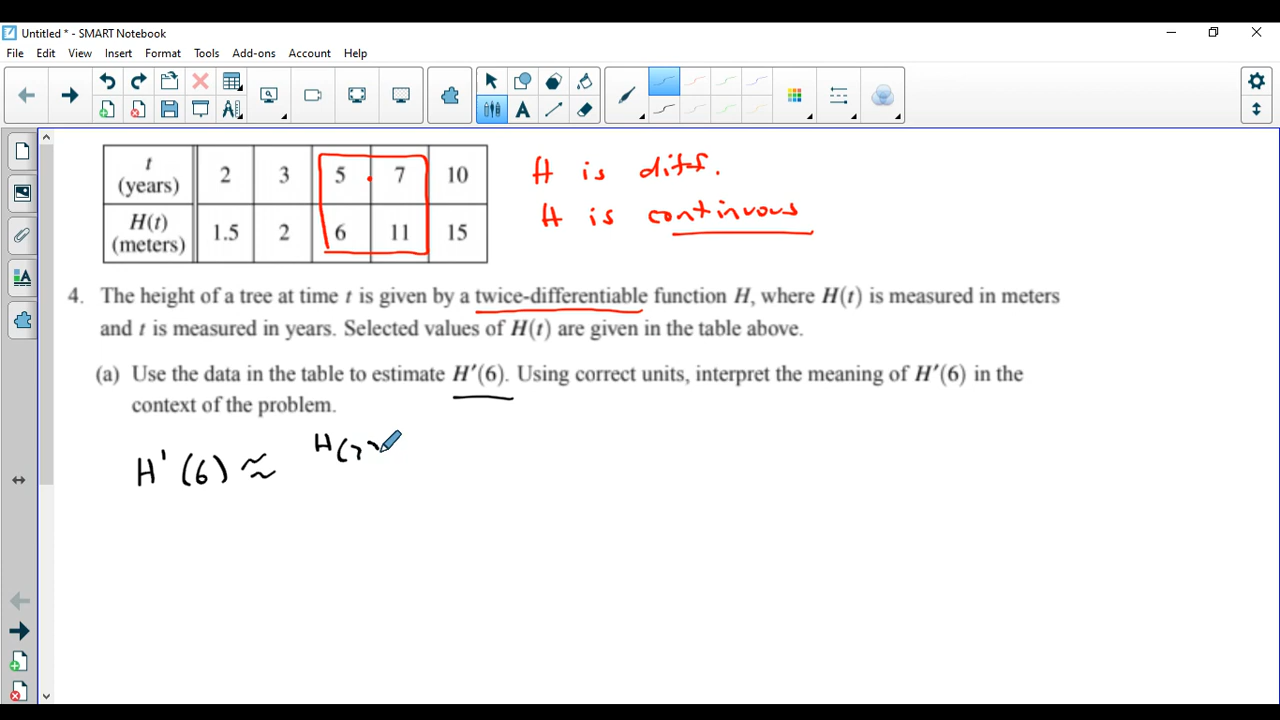 Untitled * - SMART Notebook
File Edit View Insert Format Tools Add-ons Account Help
t (years) 2 3 5 7 10
H(t) (meters) 1.5 2 6 11 15
H is diff.
H is continuous
4. The height of a tree at time t is given by a twice-differentiable function H, where H(t) is measured in meters
and t is measured in years. Selected values of H(t) are given in the table above.
(a) Use the data in the table to estimate H′(6). Using correct units, interpret the meaning of H′(6) in the
context of the problem.
H'(6) ≈ H(7)